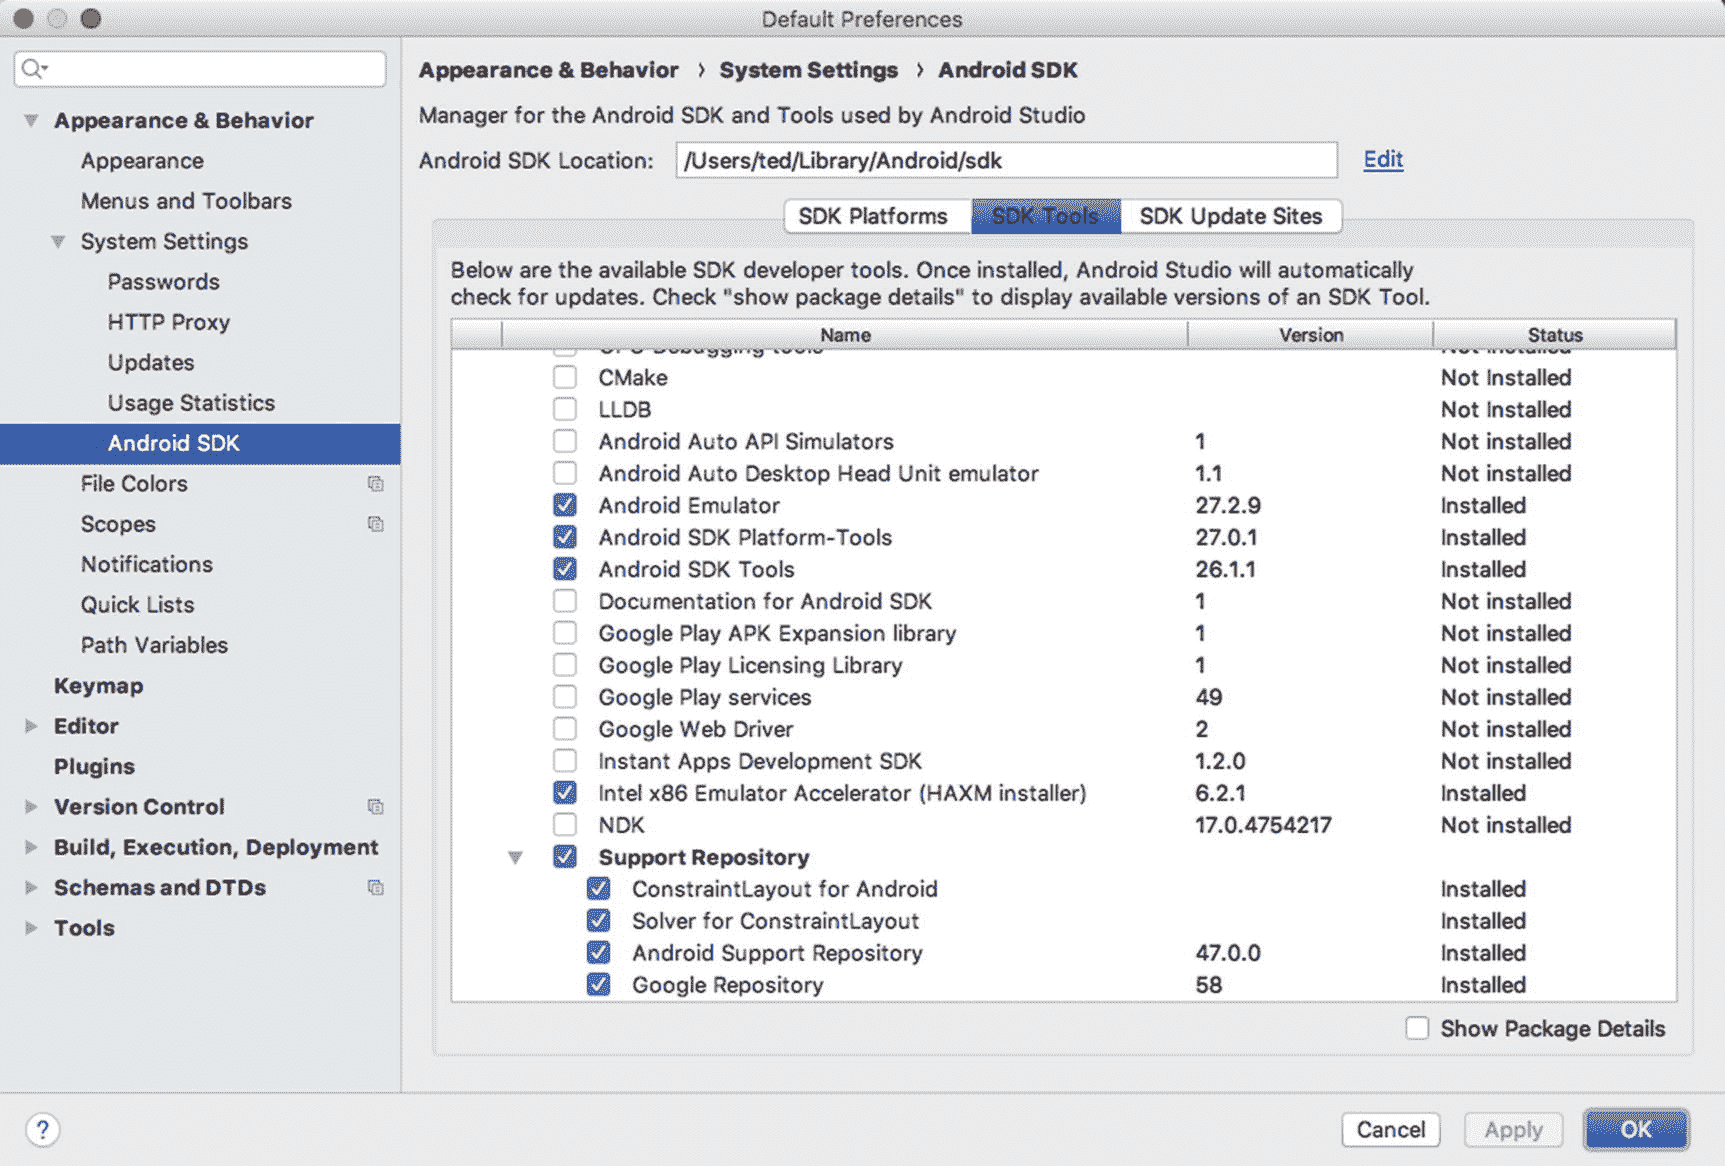 Default Preferences
Appearance & Behavior
Appearance
Menus and Toolbars
System Settings
Passwords
HTTP Proxy
Updates
Usage Statistics
Android SDK
File Colors
Scopes
Notifications
Quick Lists
Path Variables
Keymap
Editor
Plugins
Version Control
Build, Execution, Deployment
Schemas and DTDs
Tools
Appearance & Behavior › System Settings › Android SDK
Manager for the Android SDK and Tools used by Android Studio
Android SDK Location: /Users/ted/Library/Android/sdk Edit
SDK Platforms SDK Tools SDK Update Sites
Below are the available SDK developer tools. Once installed, Android Studio will automatically
check for updates. Check "show package details" to display available versions of an SDK Tool.
Name Version Status
Debugging tools Not Installed
CMake Not Installed
LLDB Not Installed
Android Auto API Simulators 1 Not installed
Android Auto Desktop Head Unit emulator 1.1 Not installed
Android Emulator 27.2.9 Installed
Android SDK Platform-Tools 27.0.1 Installed
Android SDK Tools 26.1.1 Installed
Documentation for Android SDK 1 Not installed
Google Play APK Expansion library 1 Not installed
Google Play Licensing Library 1 Not installed
Google Play services 49 Not installed
Google Web Driver 2 Not installed
Instant Apps Development SDK 1.2.0 Not installed
Intel x86 Emulator Accelerator (HAXM installer) 6.2.1 Installed
NDK 17.0.4754217 Not installed
Support Repository
ConstraintLayout for Android Installed
Solver for ConstraintLayout Installed
Android Support Repository 47.0.0 Installed
Google Repository 58 Installed
Show Package Details
? Cancel Apply OK